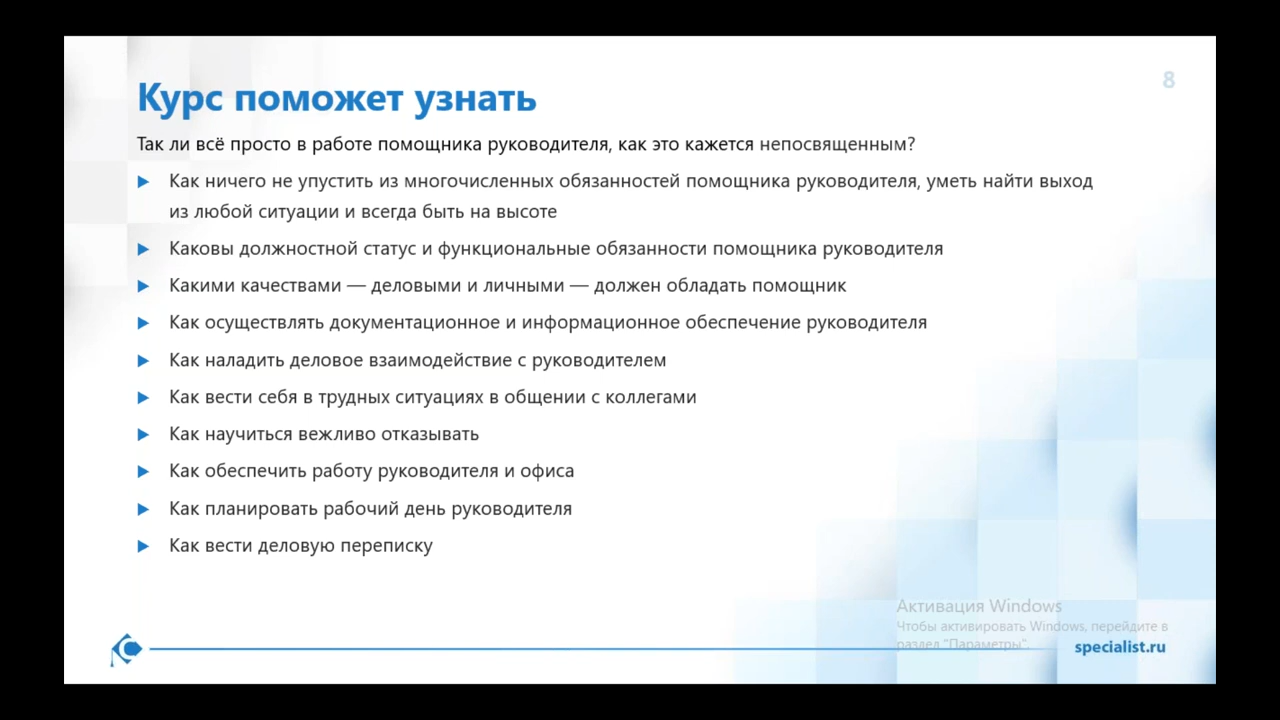 8
Курс поможет узнать
Так ли всё просто в работе помощника руководителя, как это кажется непосвященным?
Как ничего не упустить из многочисленных обязанностей помощника руководителя, уметь найти выход
из любой ситуации и всегда быть на высоте
Каковы должностной статус и функциональные обязанности помощника руководителя
Какими качествами — деловыми и личными — должен обладать помощник
Как осуществлять документационное и информационное обеспечение руководителя
Как наладить деловое взаимодействие с руководителем
Как вести себя в трудных ситуациях в общении с коллегами
Как научиться вежливо отказывать
Как обеспечить работу руководителя и офиса
Как планировать рабочий день руководителя
Как вести деловую переписку
Активация Windows
Чтобы активировать Windows, перейдите в
раздел "Параметры".
specialist.ru